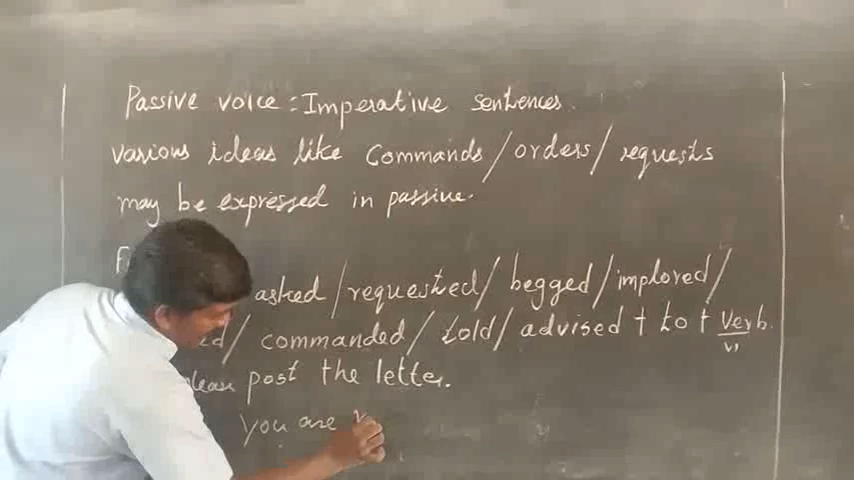 Passive voice : Imperative sentences.
various ideas like Commands/orders/requests
may be expressed in passive.
asked/requested/begged/implored/
/commanded/told/advised + to + Verb
v1
post the letter.
you are